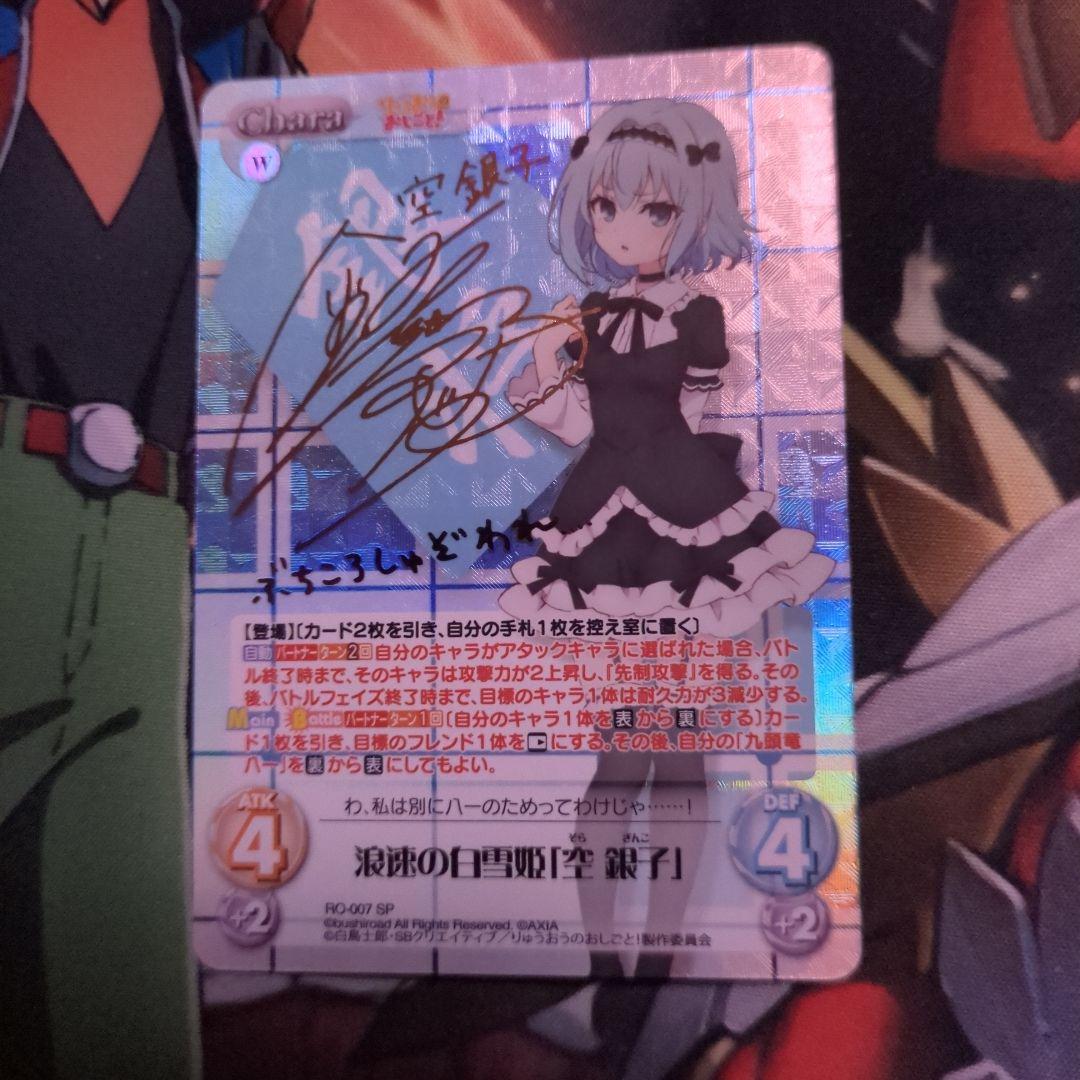 Chara
りゅうおうの
おしごと!
W
空 銀子
ぶちころしゅぞわれ…
【登場】〔カード2枚を引き、自分の手札1枚を控え室に置く〕
自動 パートナー ターン2回 自分のキャラがアタックキャラに選ばれた場合、バト
ル終了時まで、そのキャラは攻撃力が2上昇し、「先制攻撃」を得る。その
後、バトルフェイズ終了時まで、目標のキャラ1体は耐久力が3減少する。
Main Battle パートナー ターン1回 〔自分のキャラ1体を表から裏にする〕カー
ド1枚を引き、目標のフレンド1体を にする。その後、自分の「九頭竜
八一」を裏から表にしてもよい。
ATK
4
わ、私は別に八一のためってわけじゃ……!
DEF
4
そら ぎんこ
浪速の白雪姫「空 銀子」
+2
RO-007 SP
+2
©bushiroad All Rights Reserved. ©AXIA
©白鳥士郎・SBクリエイティブ/りゅうおうのおしごと!製作委員会